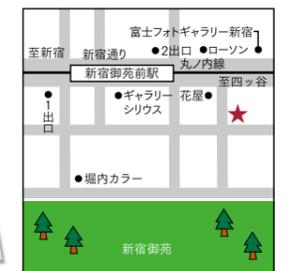 富士フォトギャラリー新宿
●2出口 ●ローソン
至新宿
新宿通り
丸ノ内線
新宿御苑前駅
至四ッ谷
●ギャラリー
シリウス
花屋●
●
1出口
●堀内カラー
新宿御苑